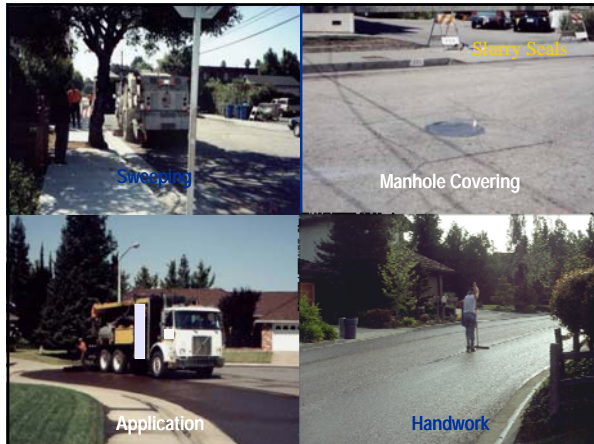 Slurry Seals
Sweeping
Manhole Covering
Application
Handwork